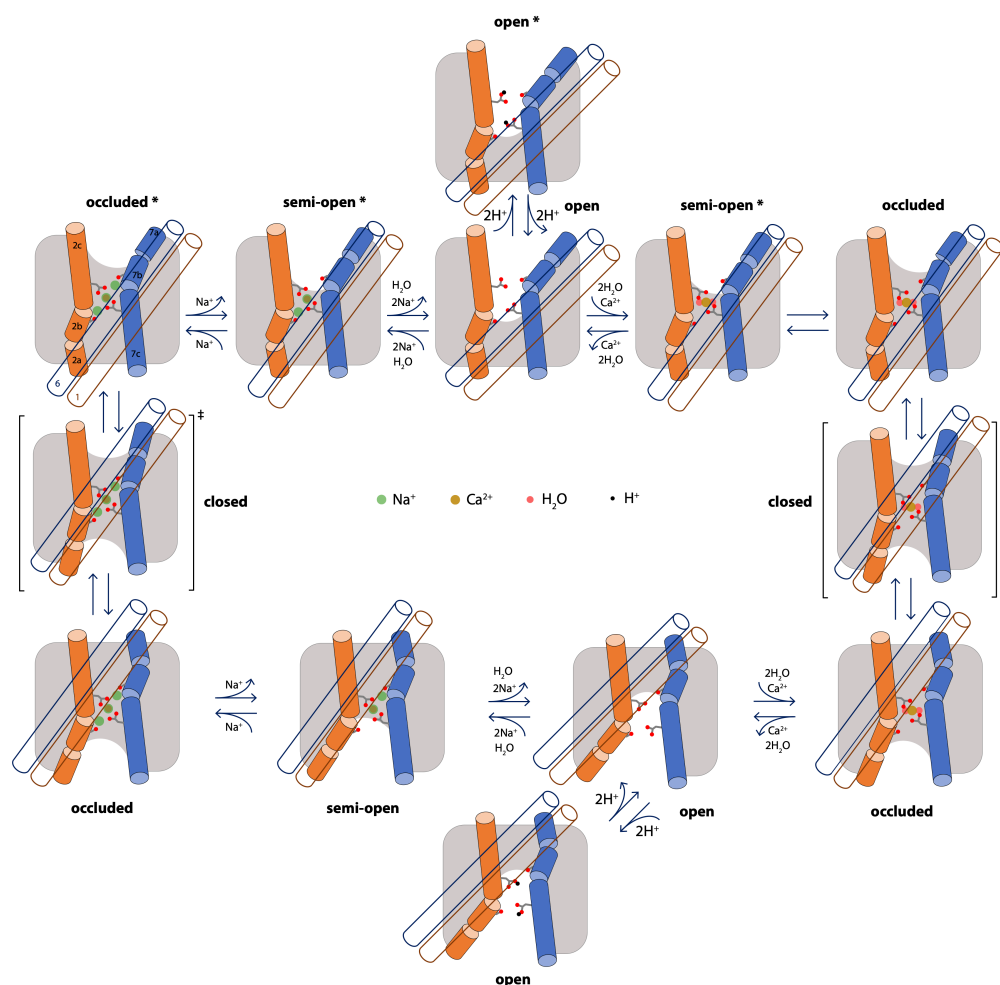 open *
2H⁺
2H⁺
open
occluded *
semi-open *
semi-open *
occluded
2c
7a
7b
2b
2a
7c
6
1
Na⁺
Na⁺
H₂O
2Na⁺
2Na⁺
H₂O
2H₂O
Ca²⁺
Ca²⁺
2H₂O
‡
closed
Na⁺
Ca²⁺
H₂O
H⁺
closed
Na⁺
Na⁺
H₂O
2Na⁺
2Na⁺
H₂O
2H₂O
Ca²⁺
Ca²⁺
2H₂O
occluded
semi-open
open
occluded
2H⁺
2H⁺
open